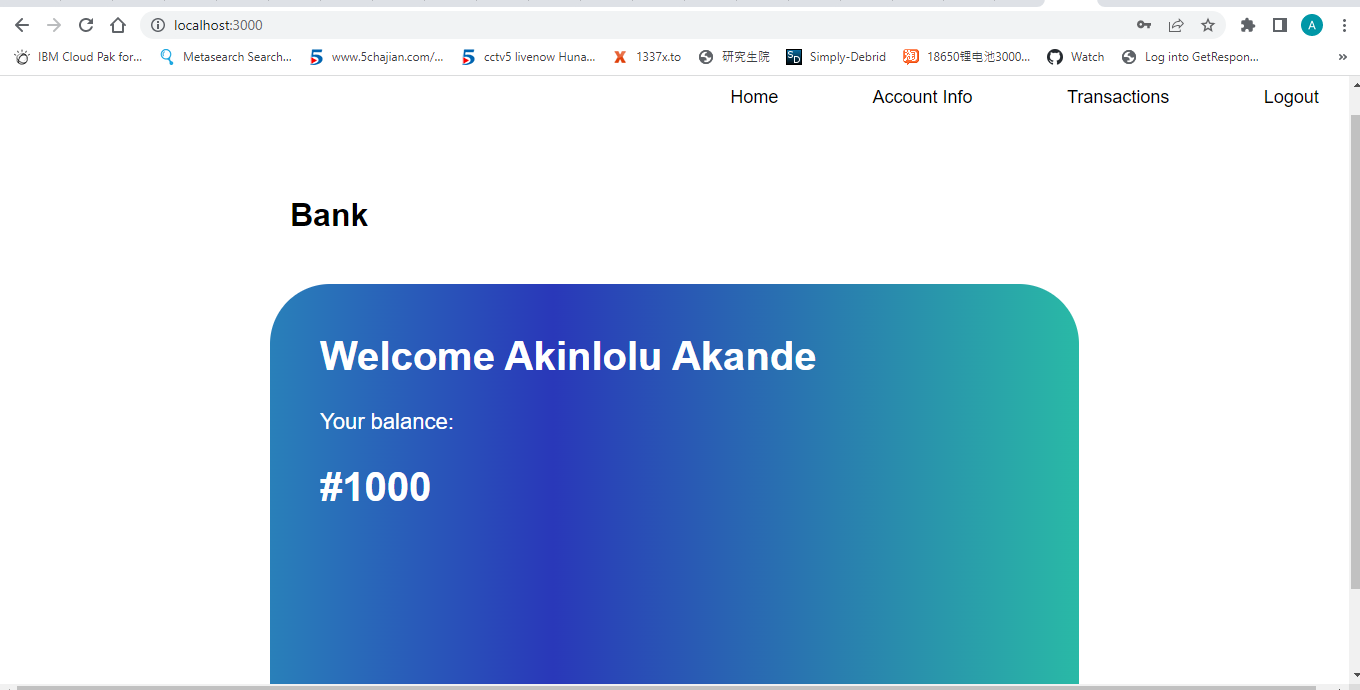 localhost:3000
A
IBM Cloud Pak for...
Metasearch Search...
www.5chajian.com/...
cctv5 livenow Huna...
1337x.to
研究生院
Simply-Debrid
18650锂电池3000...
Watch
Log into GetRespon...
»
Home
Account Info
Transactions
Logout
Bank
Welcome Akinlolu Akande
Your balance:
#1000